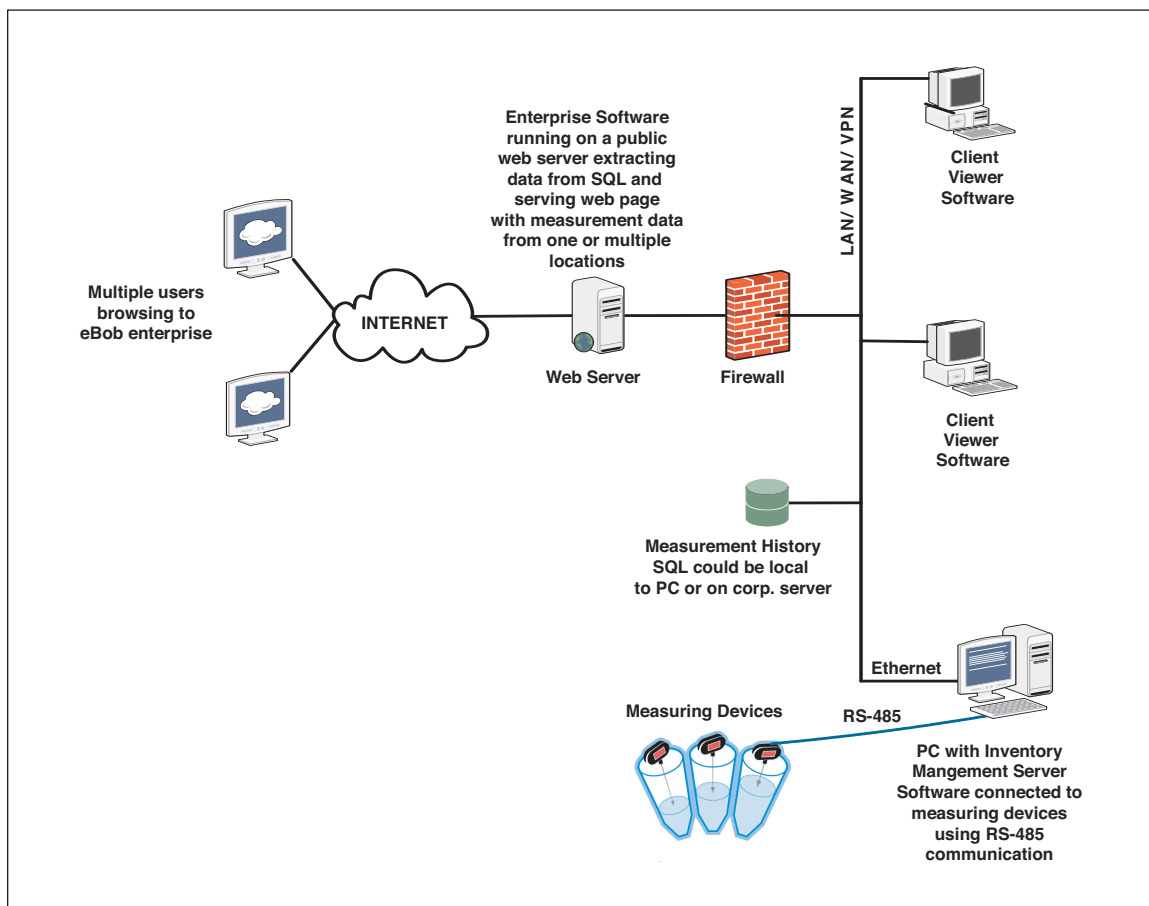 Enterprise Software
running on a public
web server extracting
data from SQL and
serving web page
with measurement data
from one or multiple
locations
LAN/ WAN/ VPN
Client
Viewer
Software
Multiple users
browsing to
eBob enterprise
INTERNET
Web Server
Firewall
Client
Viewer
Software
Measurement History
SQL could be local
to PC or on corp. server
Ethernet
Measuring Devices
RS-485
PC with Inventory
Mangement Server
Software connected to
measuring devices
using RS-485
communication